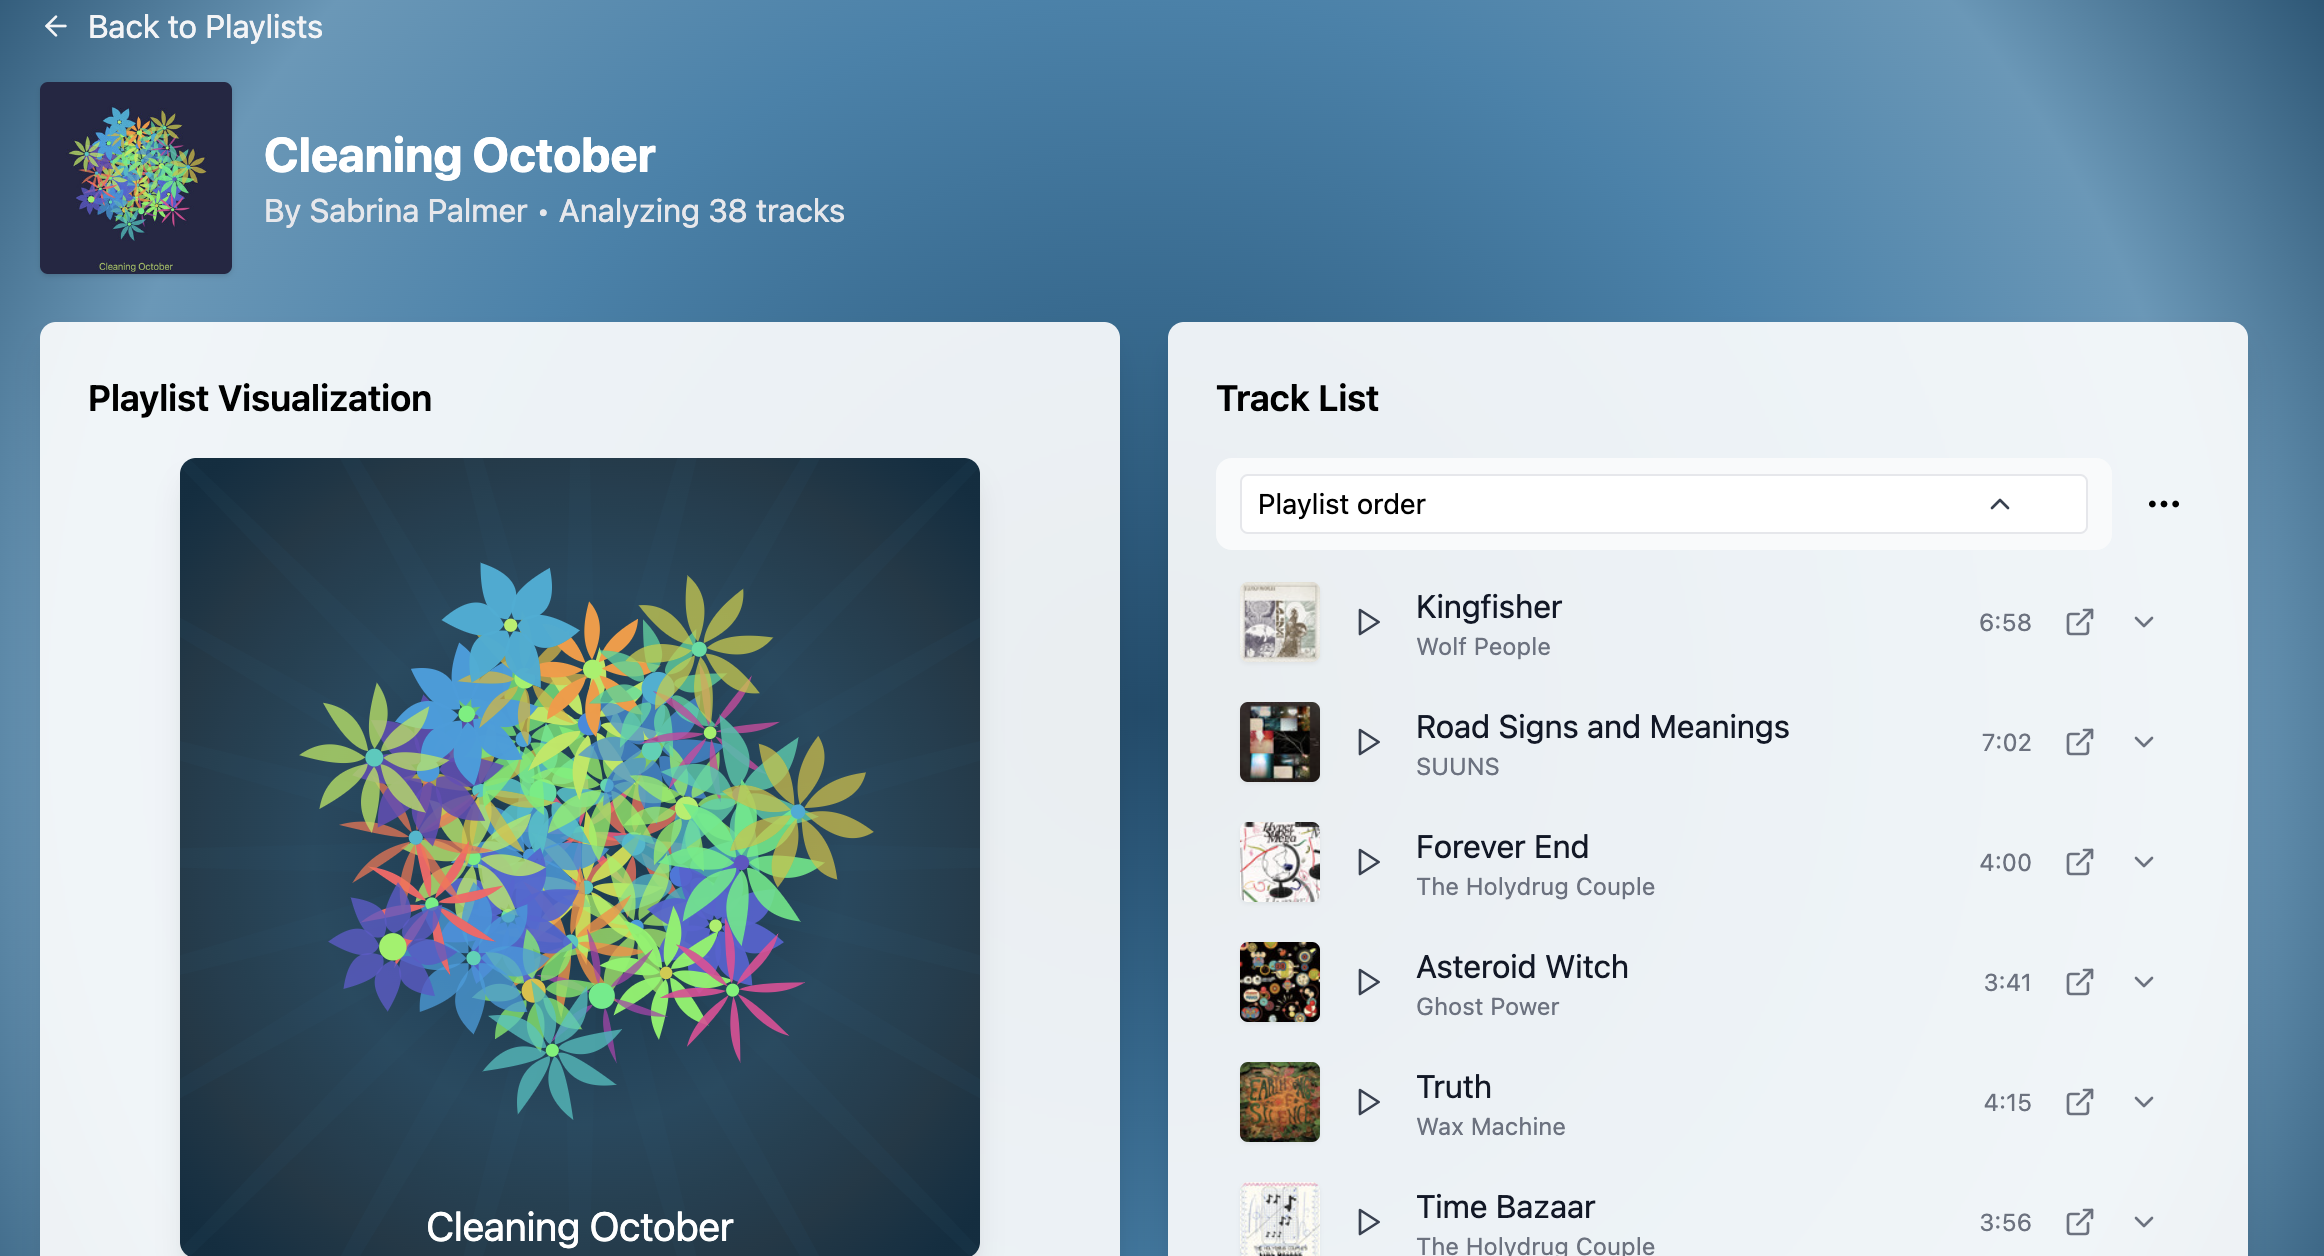 Back to Playlists
Cleaning October
Cleaning October
By Sabrina Palmer • Analyzing 38 tracks
Playlist Visualization
Cleaning October
Track List
Playlist order
Kingfisher
Wolf People
6:58
Road Signs and Meanings
SUUNS
7:02
Forever End
The Holydrug Couple
4:00
Asteroid Witch
Ghost Power
3:41
EARTHSONG
OF
SILENCE
Truth
Wax Machine
4:15
Time Bazaar
The Holydrug Couple
3:56